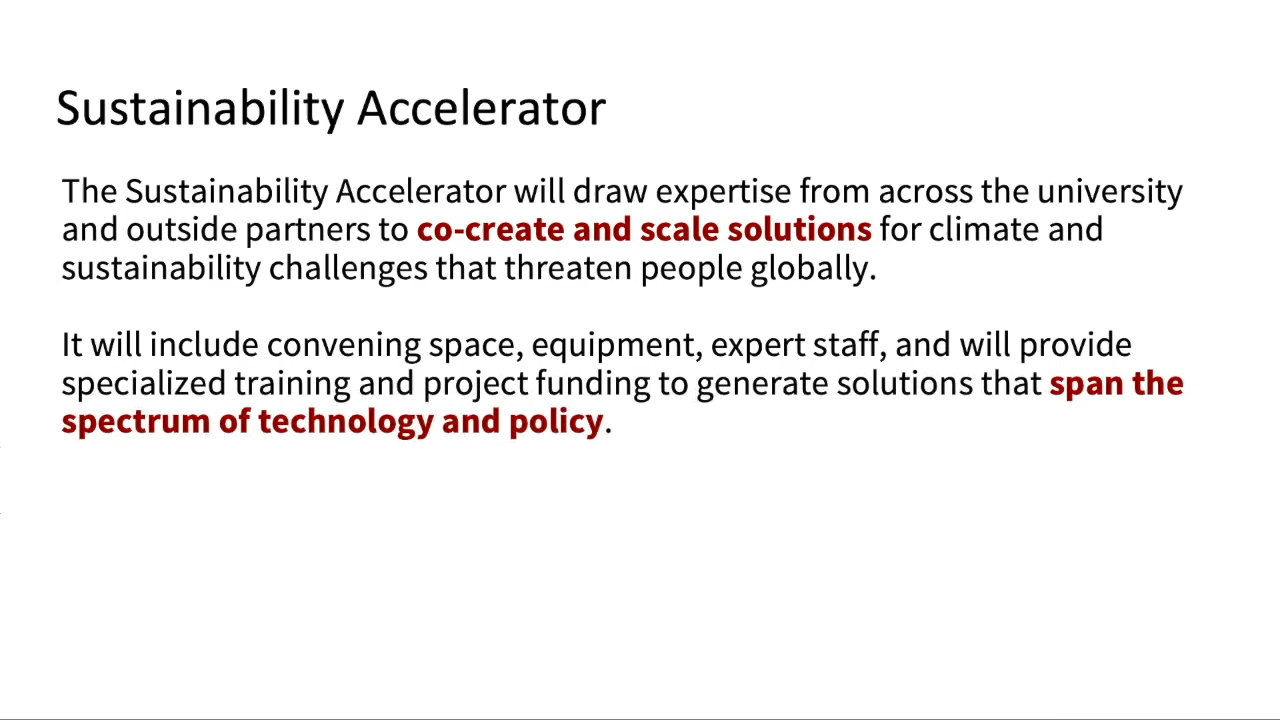 Sustainability Accelerator
The Sustainability Accelerator will draw expertise from across the university
and outside partners to co-create and scale solutions for climate and
sustainability challenges that threaten people globally.
It will include convening space, equipment, expert staff, and will provide
specialized training and project funding to generate solutions that span the
spectrum of technology and policy.